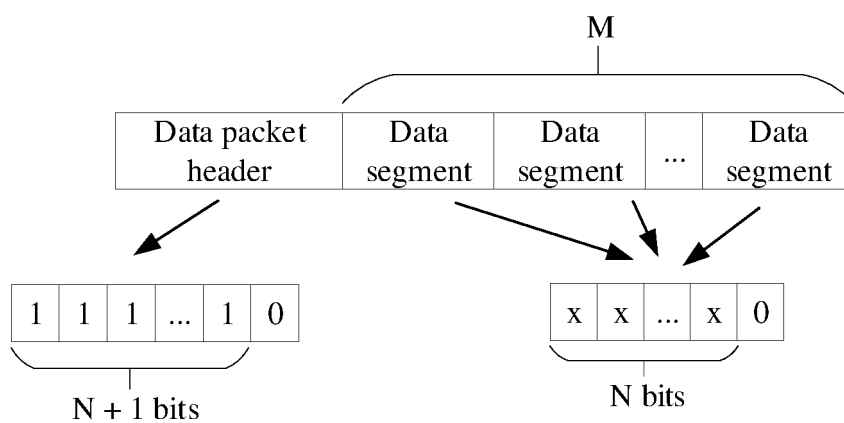 M
Data packet header
Data segment
Data segment
...
Data segment
1 1 1 ... 1 0
x x ... x 0
N + 1 bits
N bits